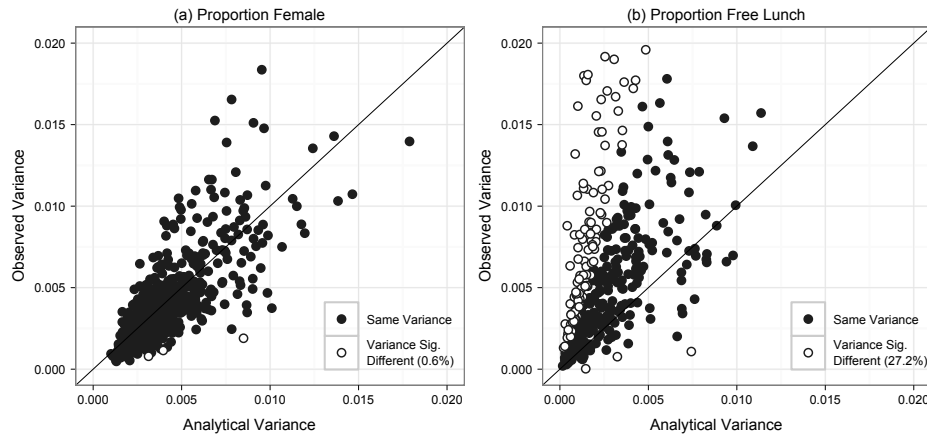 (a) Proportion Female
0.020
0.015
0.010
0.005
0.000
Observed Variance
Same Variance
Variance Sig.
Different (0.6%)
0.000 0.005 0.010 0.015 0.020
Analytical Variance
(b) Proportion Free Lunch
0.020
0.015
0.010
0.005
0.000
Observed Variance
Same Variance
Variance Sig.
Different (27.2%)
0.000 0.005 0.010 0.015 0.020
Analytical Variance